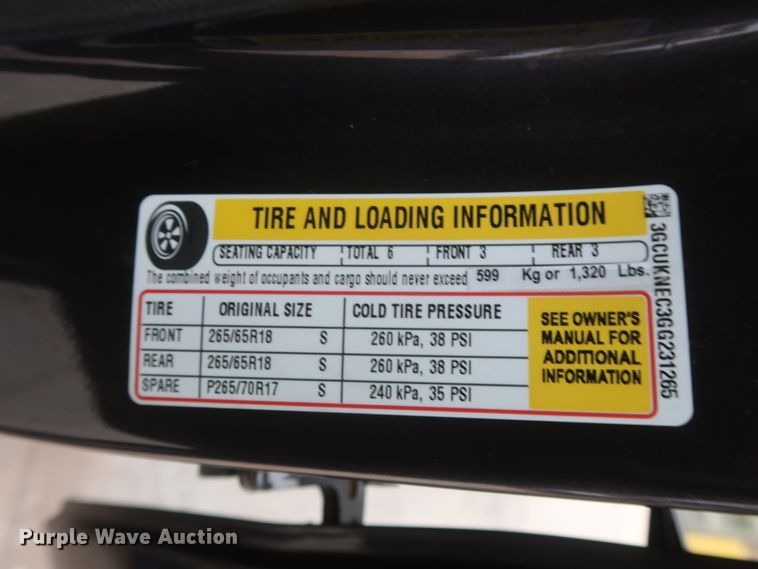 TIRE AND LOADING INFORMATION
SEATING CAPACITY TOTAL 6 FRONT 3 REAR 3
The combined weight of occupants and cargo should never exceed 599 Kg or 1,320 Lbs.
TIRE ORIGINAL SIZE COLD TIRE PRESSURE
FRONT 265/65R18 S 260 kPa, 38 PSI
REAR 265/65R18 S 260 kPa, 38 PSI
SPARE P265/70R17 S 240 kPa, 35 PSI
SEE OWNER'S
MANUAL FOR
ADDITIONAL
INFORMATION
3GCUKNEC3GG231265
Purple Wave Auction